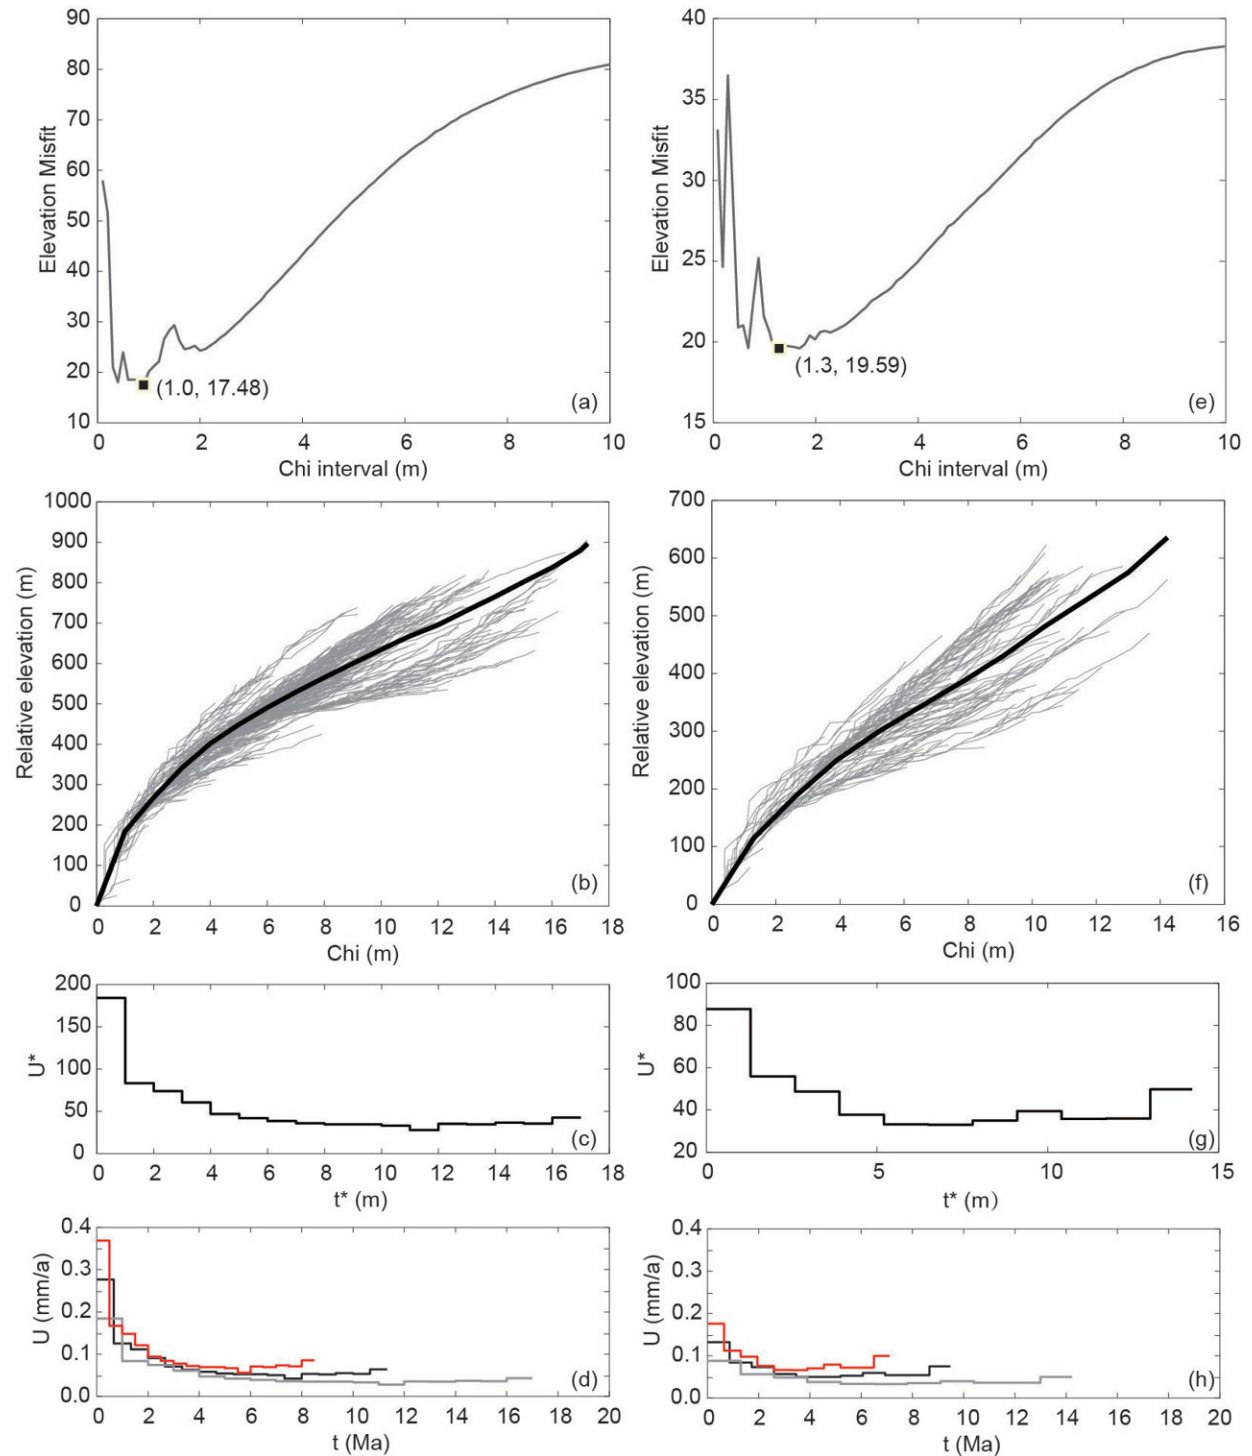 90
80
70
60
50
40
30
20
10
Elevation Misfit
(1.0, 17.48)
(a)
0 2 4 6 8 10
Chi interval (m)
40
35
30
25
20
15
Elevation Misfit
(1.3, 19.59)
(e)
0 2 4 6 8 10
Chi interval (m)
1000
900
800
700
600
500
400
300
200
100
0
Relative elevation (m)
(b)
2 4 6 8 10 12 14 16 18
Chi (m)
700
600
500
400
300
200
100
0
Relative elevation (m)
(f)
0 2 4 6 8 10 12 14 16
Chi (m)
200
150
100
50
0
U*
(c)
0 2 4 6 8 10 12 14 16 18
t* (m)
100
80
60
40
20
U*
(g)
0 5 10 15
t* (m)
0.4
0.3
0.2
0.1
0.0
U (mm/a)
(d)
0 2 4 6 8 10 12 14 16 18 20
t (Ma)
0.4
0.3
0.2
0.1
0.0
U (mm/a)
(h)
0 2 4 6 8 10 12 14 16 18 20
t (Ma)